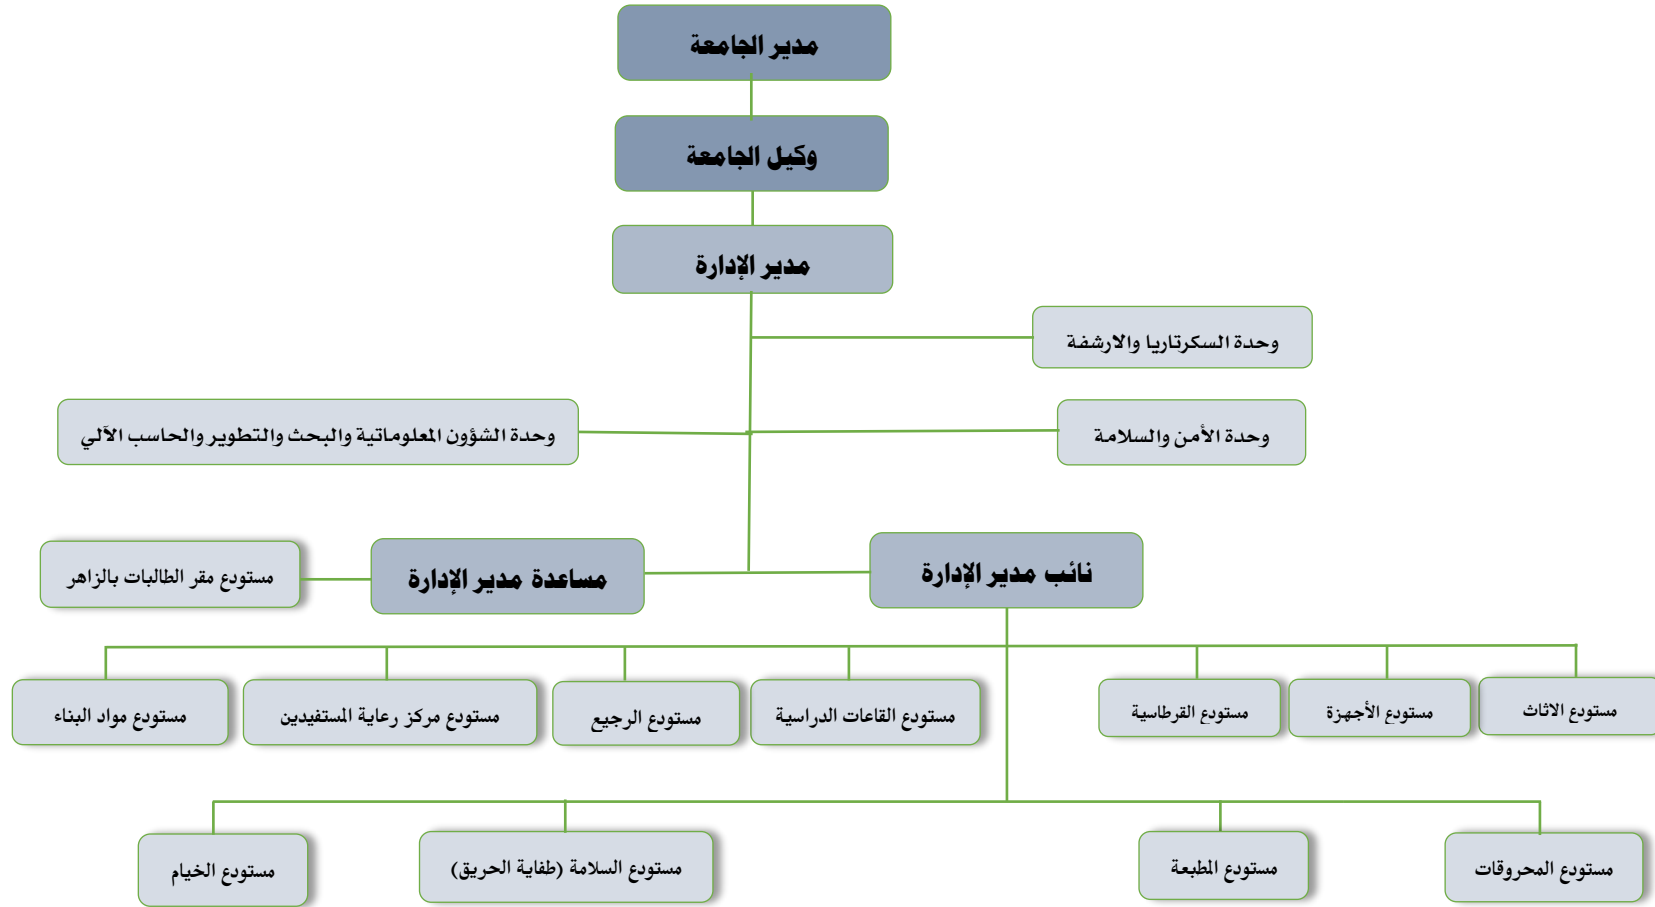 مدير الجامعة
وكيل الجامعة
مدير الإدارة
وحدة السكرتاريا والارشفة
وحدة الأمن والسلامة
وحدة الشؤون المعلوماتية والبحث والتطوير والحاسب الآلي
نائب مدير الإدارة
مساعدة مدير الإدارة
مستودع مقر الطالبات بالزاهر
مستودع الاثاث
مستودع الأجهزة
مستودع القرطاسية
مستودع القاعات الدراسية
مستودع الرجيع
مستودع مركز رعاية المستفيدين
مستودع مواد البناء
مستودع المحروقات
مستودع المطبعة
مستودع السلامة (طفاية الحريق)
مستودع الخيام